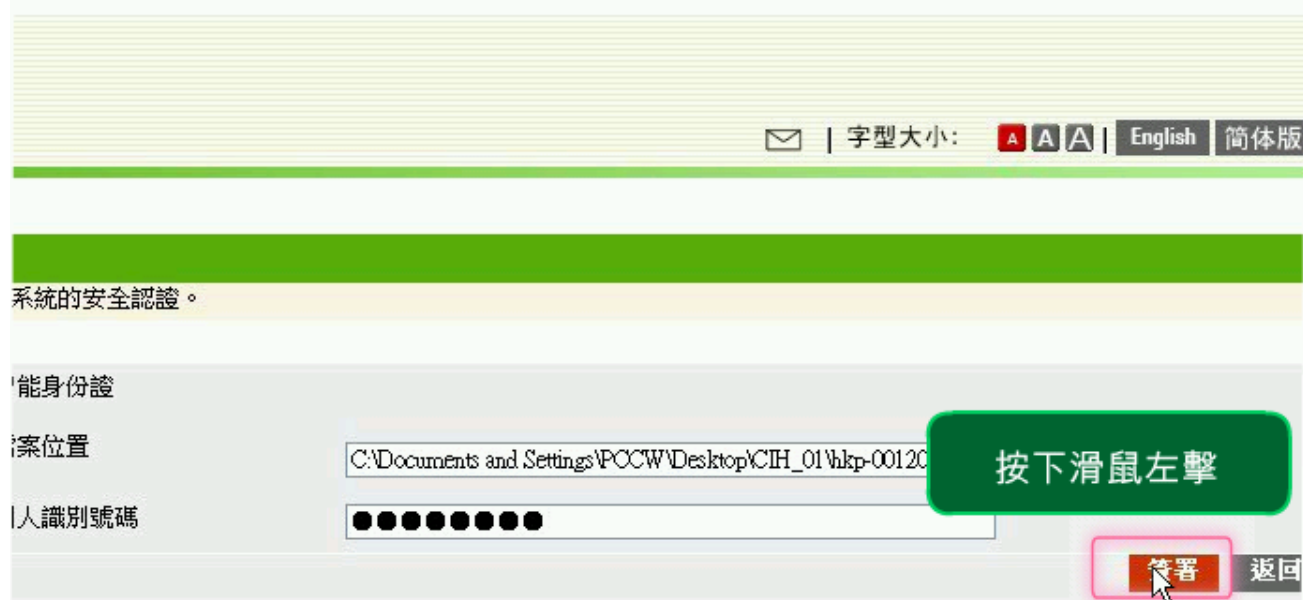 | 字型大小: A A A | English 简体版
系統的安全認證。
能身份證
案位置
C:\Documents and Settings\PCCW\Desktop\CIH_01\hkp-00120
按下滑鼠左擊
人識別號碼
●●●●●●●●
簽署 返回